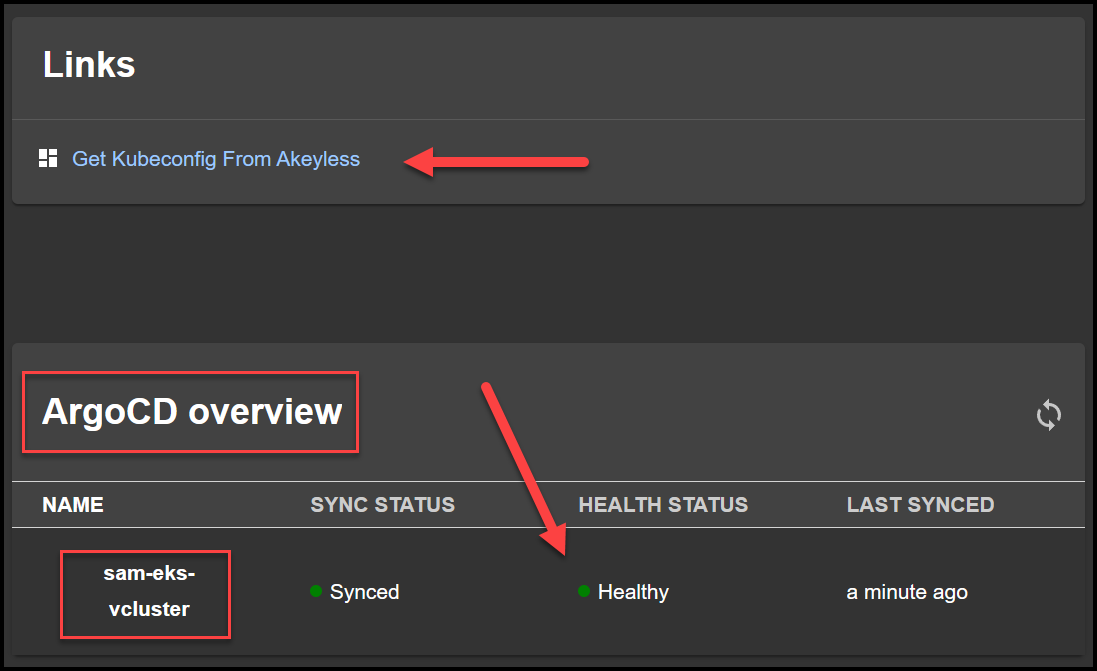 Links
Get Kubeconfig From Akeyless
ArgoCD overview
NAME SYNC STATUS HEALTH STATUS LAST SYNCED
sam-eks-
vcluster
Synced Healthy a minute ago